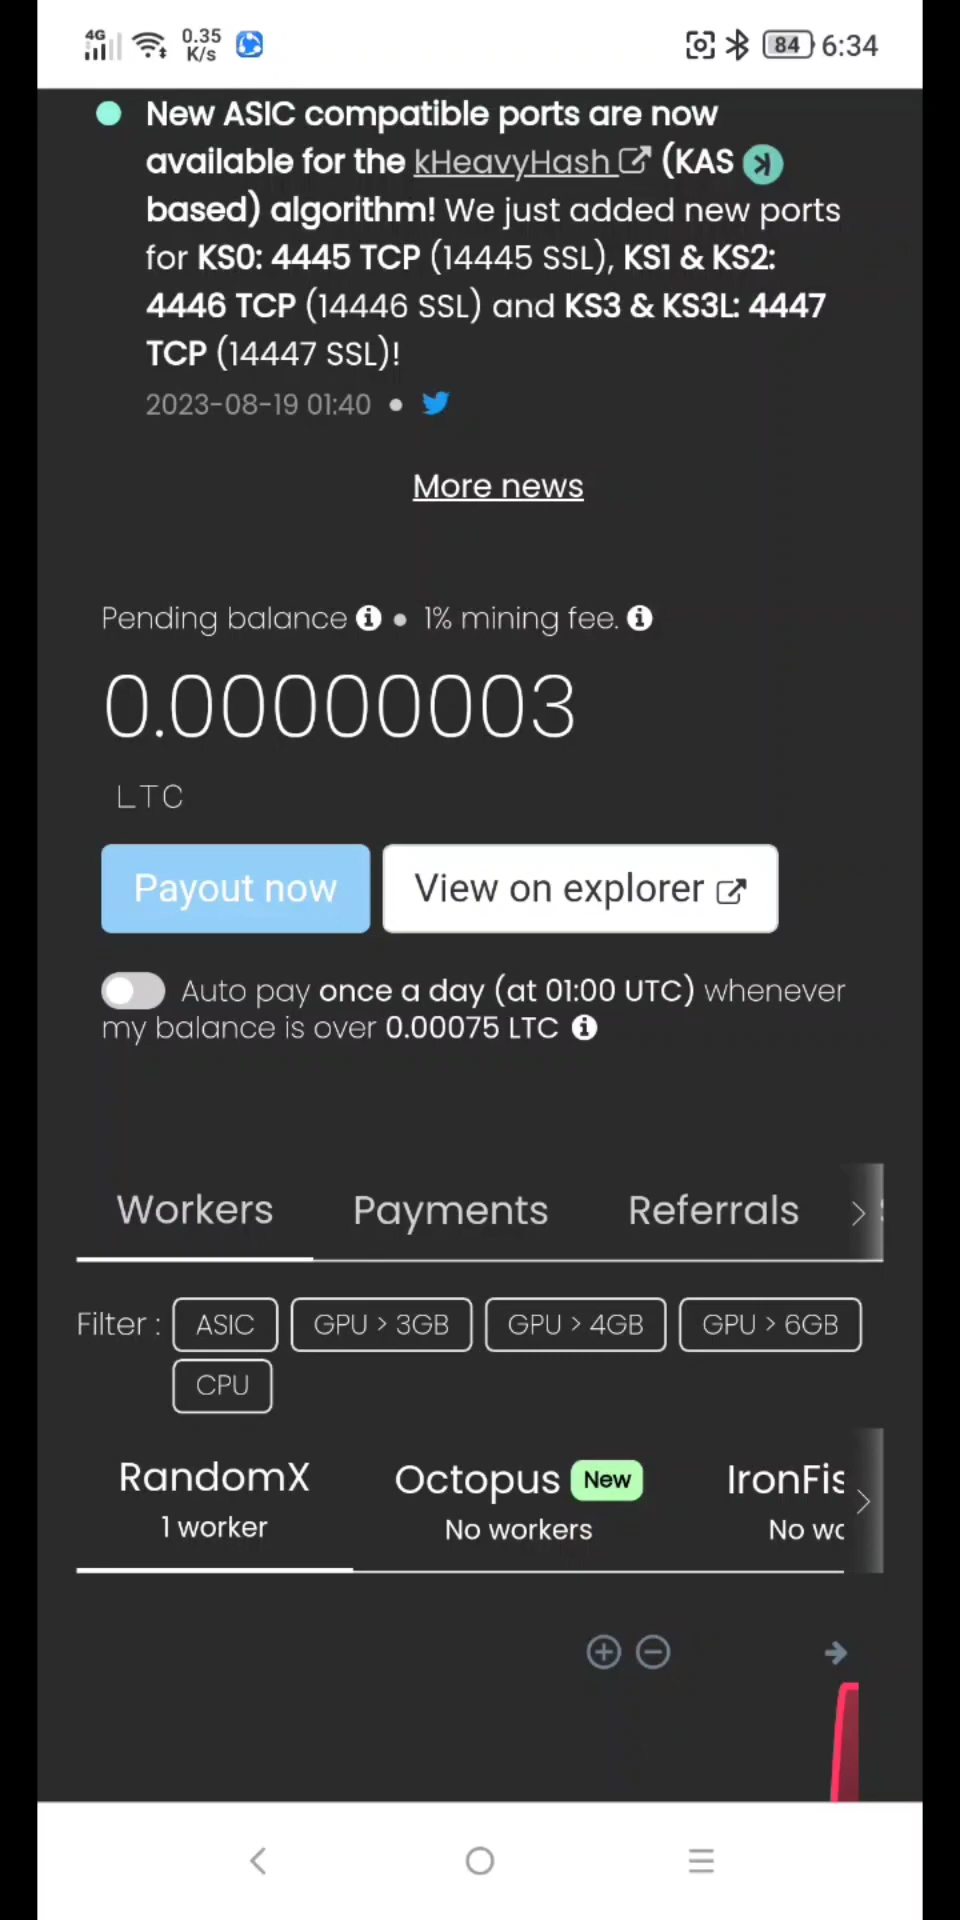 4G 0.35 K/s 84 6:34
New ASIC compatible ports are now
available for the kHeavyHash (KAS
based) algorithm! We just added new ports
for KS0: 4445 TCP (14445 SSL), KS1 & KS2:
4446 TCP (14446 SSL) and KS3 & KS3L: 4447
TCP (14447 SSL)!
2023-08-19 01:40
More news
Pending balance • 1% mining fee.
0.00000003
LTC
Payout now View on explorer
Auto pay once a day (at 01:00 UTC) whenever
my balance is over 0.00075 LTC
Workers Payments Referrals
Filter : ASIC GPU > 3GB GPU > 4GB GPU > 6GB
CPU
RandomX Octopus New IronFis
1 worker No workers No wo